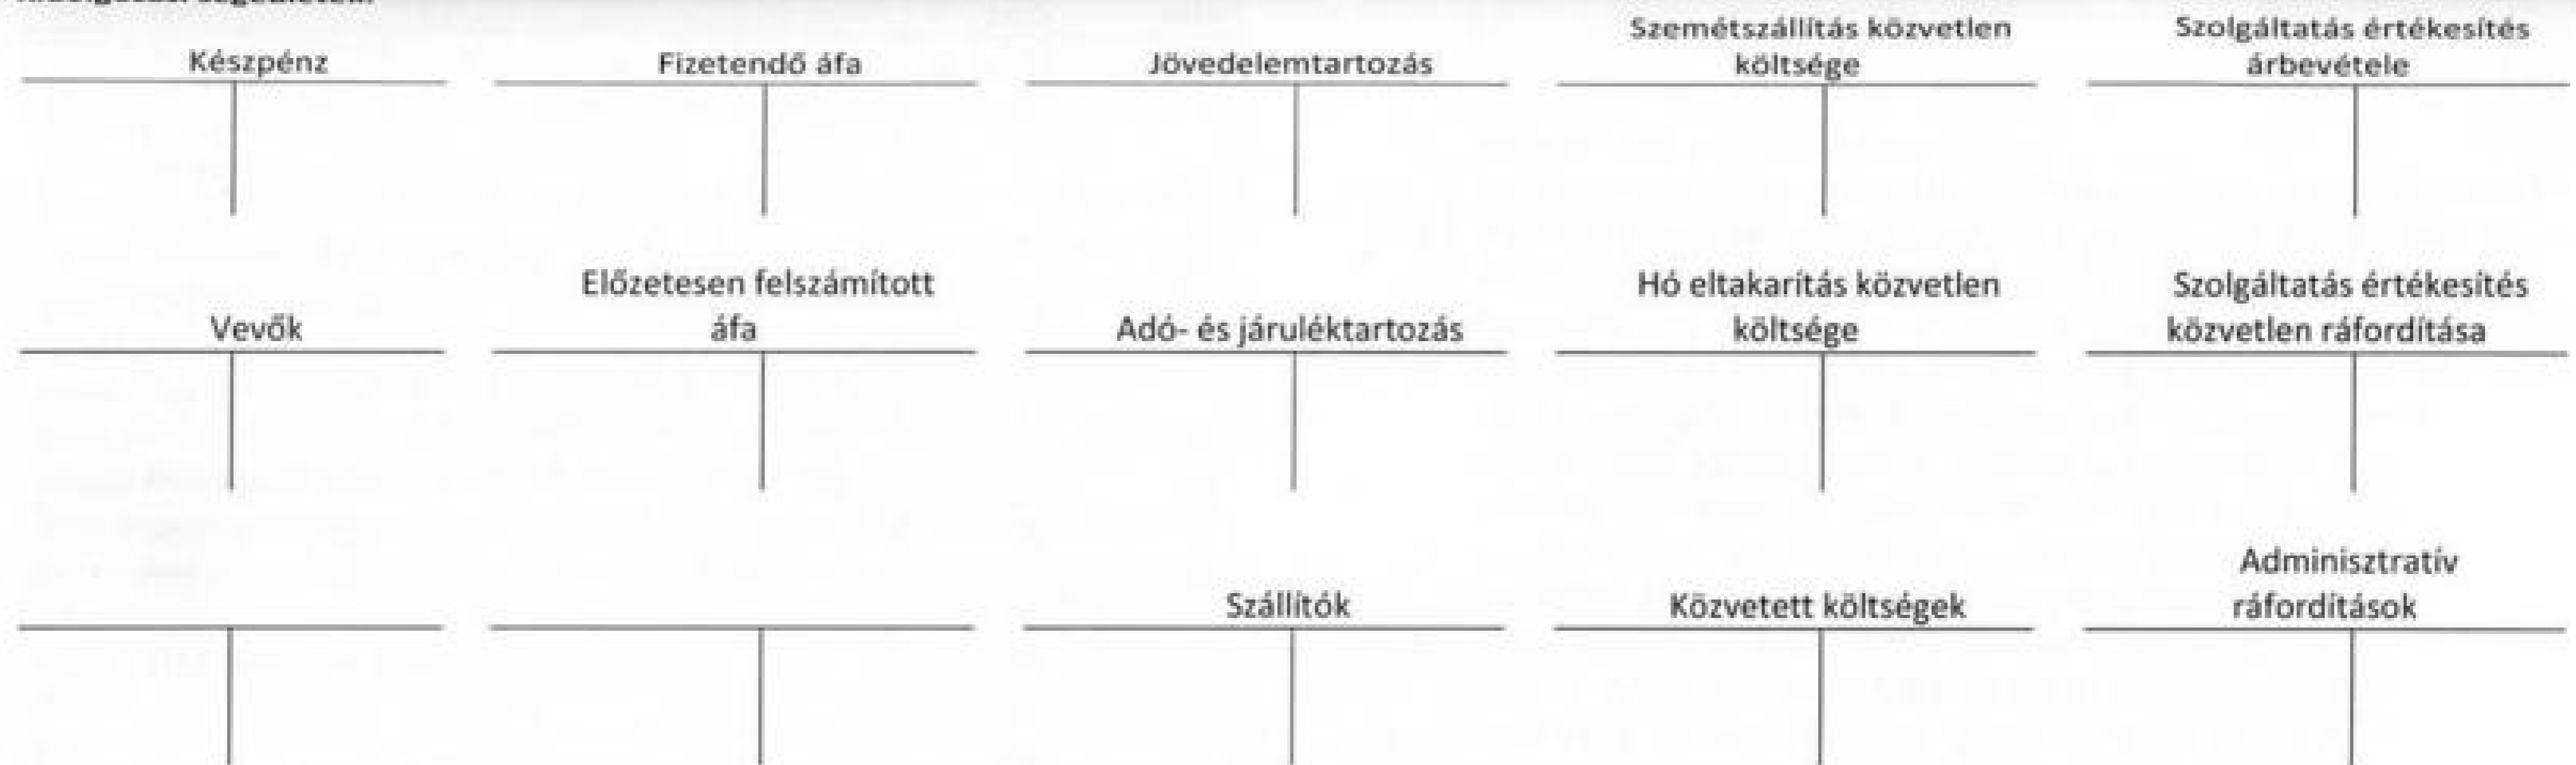 Készpénz
Fizetendő áfa
Jövedelemtartozás
Szemétszállítás közvetlen
költsége
Szolgáltatás értékesítés
árbevétele
Vevők
Előzetesen felszámított
áfa
Adó- és járuléktartozás
Hó eltakarítás közvetlen
költsége
Szolgáltatás értékesítés
közvetlen ráfordítása
Szállítók
Közvetett költségek
Adminisztratív
ráfordítások